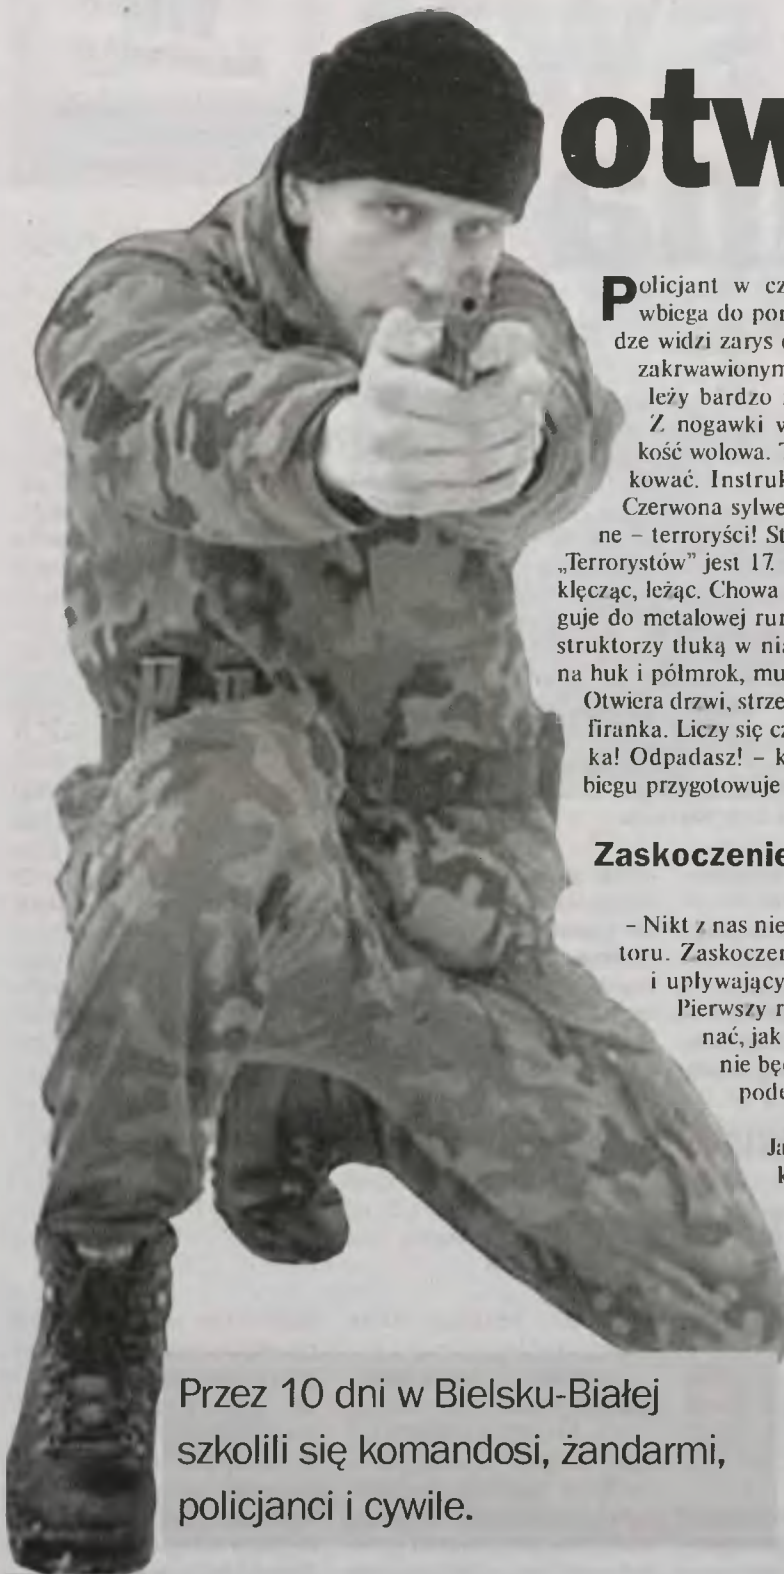 otw
Policjant w cz
wbiega do por
dze widzi zarys
zakrwawionym
leży bardzo
Z nogawki
kość wołowa.
kować. Instruk
Czerwona sylwe
ne – terroryści! St
„Terrorystów” jest 17.
klęcząc, leżąc. Chowa
guje do metalowej rur
struktorzy tłuką w nią
na huk i półmrok, mu
Otwiera drzwi, strze
firanka. Liczy się cz
ka! Odpadasz! – k
biegu przygotowuje
Zaskoczenie
– Nikt z nas nie
toru. Zaskoczer
i upływający
Pierwszy r
nać, jak
nie bę
pode
Ja
k
Przez 10 dni w Bielsku-Białej
szkolili się komandosi, żandarmi,
policjanci i cywile.